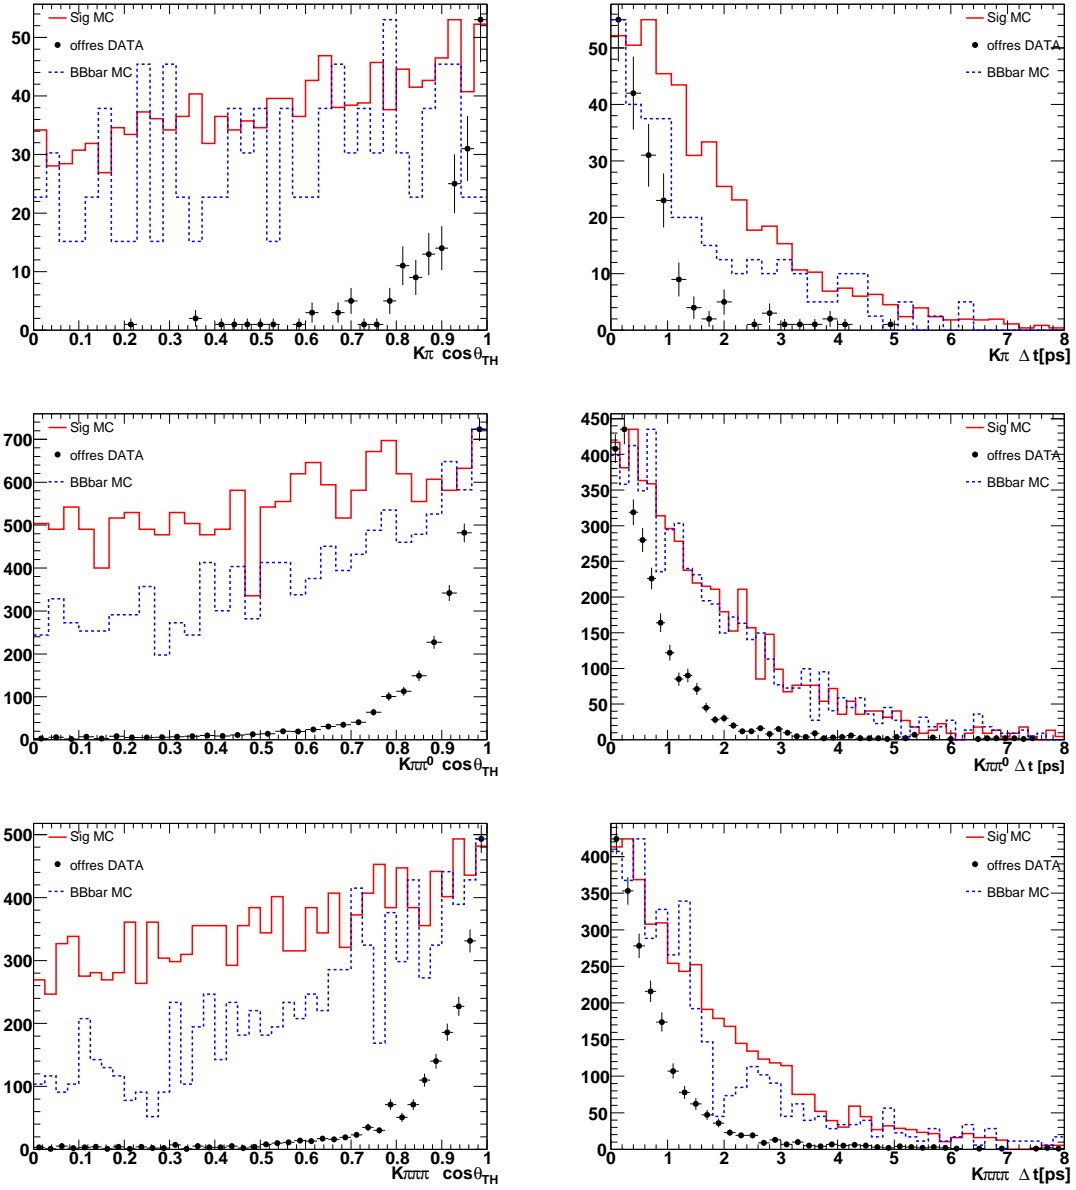 Sig MC
offres DATA
BBbar MC
50
40
30
20
10
0
0 0.1 0.2 0.3 0.4 0.5 0.6 0.7 0.8 0.9 1
Kπ cosθTH
Sig MC
offres DATA
BBbar MC
50
40
30
20
10
0
0 1 2 3 4 5 6 7 8
Kπ Δt[ps]
Sig MC
offres DATA
BBbar MC
700
600
500
400
300
200
100
0
0 0.1 0.2 0.3 0.4 0.5 0.6 0.7 0.8 0.9 1
Kππ⁰ cosθTH
Sig MC
offres DATA
BBbar MC
450
400
350
300
250
200
150
100
50
0
0 1 2 3 4 5 6 7 8
Kππ⁰ Δt [ps]
Sig MC
offres DATA
BBbar MC
500
400
300
200
100
0
0 0.1 0.2 0.3 0.4 0.5 0.6 0.7 0.8 0.9 1
Kπππ cosθTH
Sig MC
offres DATA
BBbar MC
400
350
300
250
200
150
100
50
0
0 1 2 3 4 5 6 7 8
Kπππ Δt[ps]